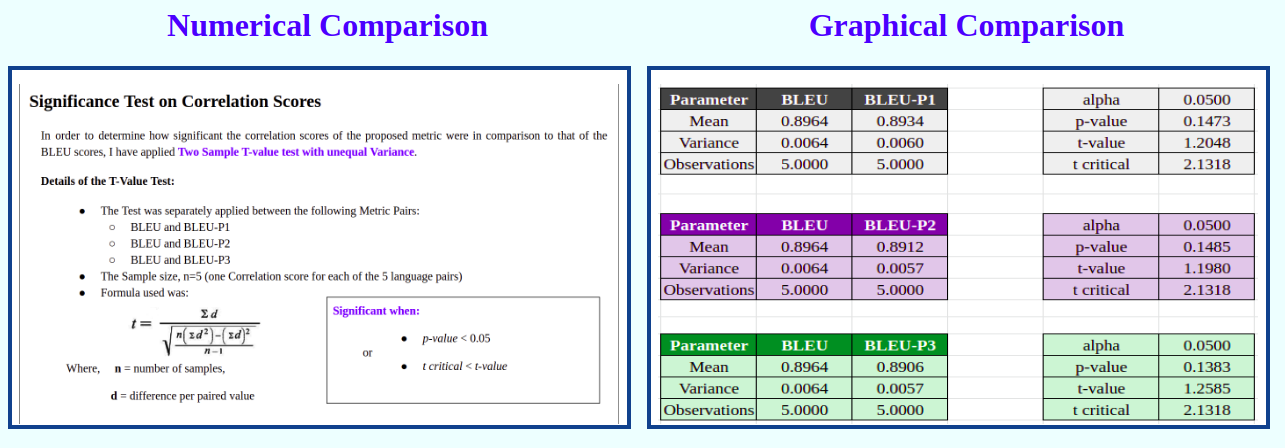 Numerical Comparison
Graphical Comparison
Significance Test on Correlation Scores
In order to determine how significant the correlation scores of the proposed metric were in comparison to that of the
BLEU scores, I have applied Two Sample T-value test with unequal Variance.
Details of the T-Value Test:
● The Test was separately applied between the following Metric Pairs:
○ BLEU and BLEU-P1
○ BLEU and BLEU-P2
○ BLEU and BLEU-P3
● The Sample size, n=5 (one Correlation score for each of the 5 language pairs)
● Formula used was:
t = Σd / √((n(Σd²)−(Σd)²)/(n−1))
Where, n = number of samples,
d = difference per paired value
Significant when:
● p-value < 0.05
or
● t critical < t-value
Parameter BLEU BLEU-P1
Mean 0.8964 0.8934
Variance 0.0064 0.0060
Observations 5.0000 5.0000
alpha 0.0500
p-value 0.1473
t-value 1.2048
t critical 2.1318
Parameter BLEU BLEU-P2
Mean 0.8964 0.8912
Variance 0.0064 0.0057
Observations 5.0000 5.0000
alpha 0.0500
p-value 0.1485
t-value 1.1980
t critical 2.1318
Parameter BLEU BLEU-P3
Mean 0.8964 0.8906
Variance 0.0064 0.0057
Observations 5.0000 5.0000
alpha 0.0500
p-value 0.1383
t-value 1.2585
t critical 2.1318